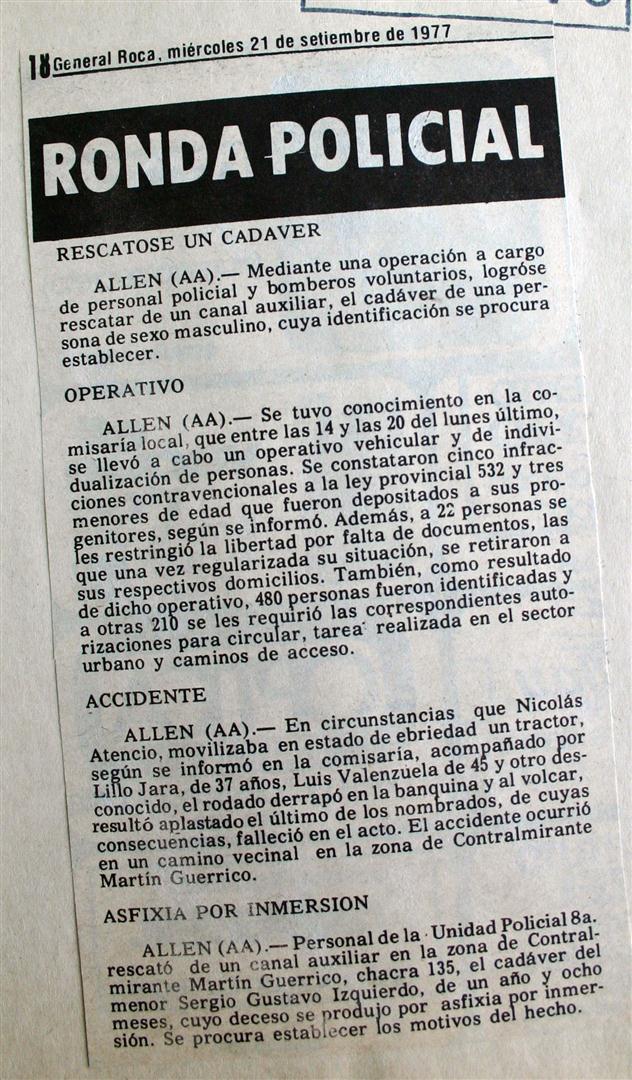 18 General Roca, miércoles 21 de setiembre de 1977
RONDA POLICIAL
RESCATOSE UN CADAVER
ALLEN (AA).— Mediante una operación a cargo
de personal policial y bomberos voluntarios, logróse
rescatar de un canal auxiliar, el cadáver de una per-
sona de sexo masculino, cuya identificación se procura
establecer.
OPERATIVO
ALLEN (AA).— Se tuvo conocimiento en la co-
misaría local, que entre las 14 y las 20 del lunes último,
se llevó a cabo un operativo vehicular y de indivi-
dualización de personas. Se constataron cinco infrac-
ciones contravencionales a la ley provincial 532 y tres
menores de edad que fueron depositados a sus pro-
genitores, según se informó. Además, a 22 personas se
les restringió la libertad por falta de documentos, las
que una vez regularizada su situación, se retiraron a
sus respectivos domicilios. También, como resultado
de dicho operativo, 480 personas fueron identificadas y
a otras 210 se les requirió las correspondientes auto-
rizaciones para circular, tarea realizada en el sector
urbano y caminos de acceso.
ACCIDENTE
ALLEN (AA).— En circunstancias que Nicolás
Atencio, movilizaba en estado de ebriedad un tractor,
según se informó en la comisaría, acompañado por
Lillo Jara, de 37 años, Luis Valenzuela de 45 y otro des-
conocido, el rodado derrapó en la banquina y al volcar,
resultó aplastado el último de los nombrados, de cuyas
consecuencias, falleció en el acto. El accidente ocurrió
en un camino vecinal en la zona de Contralmirante
Martín Guerrico.
ASFIXIA POR INMERSION
ALLEN (AA).— Personal de la Unidad Policial 8a.
rescató de un canal auxiliar en la zona de Contral-
mirante Martín Guerrico, chacra 135, el cadáver del
menor Sergio Gustavo Izquierdo, de un año y ocho
meses, cuyo deceso se produjo por asfixia por inmer-
sión. Se procura establecer los motivos del hecho.